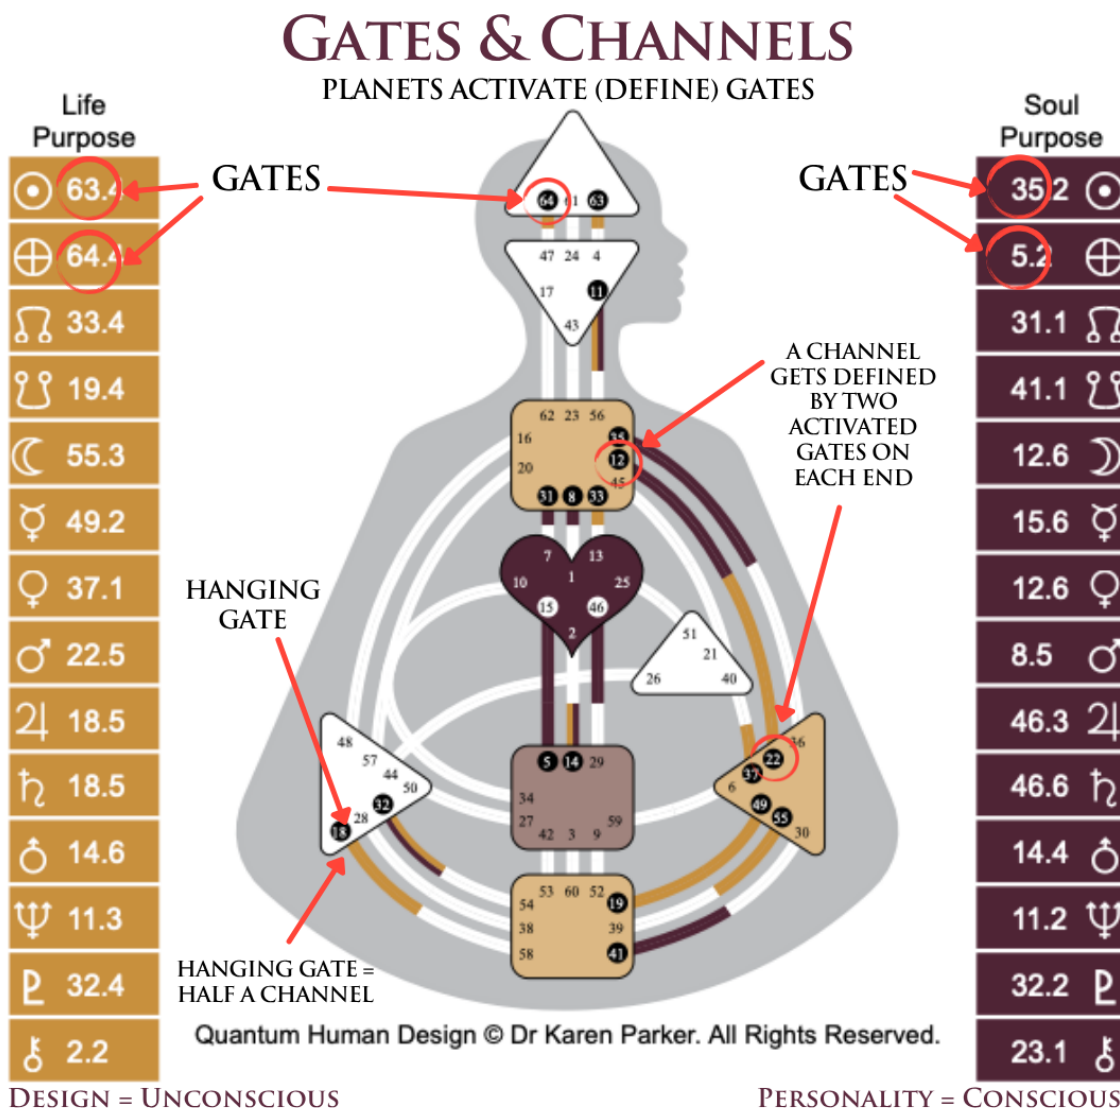 GATES & CHANNELS
PLANETS ACTIVATE (DEFINE) GATES
Life
Purpose
63.4
64.4
33.4
19.4
55.3
49.2
37.1
22.5
18.5
18.5
14.6
11.3
32.4
2.2
DESIGN = UNCONSCIOUS
GATES
GATES
Soul
Purpose
35.2
5.2
31.1
41.1
12.6
15.6
12.6
8.5
46.3
46.6
14.4
11.2
32.2
23.1
PERSONALITY = CONSCIOUS
A CHANNEL
GETS DEFINED
BY TWO
ACTIVATED
GATES ON
EACH END
HANGING
GATE
HANGING GATE =
HALF A CHANNEL
64 61 63
47 24 4
17 11
43
62 23 56
16 35
12
20
45
31 8 33
7 13
10 1 25
15 46
2
51
21
26 40
48
57
44
50
32
28
18
36
22
37
6
49
55
30
5 14 29
34
27 59
42 3 9
53 60 52
54 19
38 39
58 41
Quantum Human Design © Dr Karen Parker. All Rights Reserved.